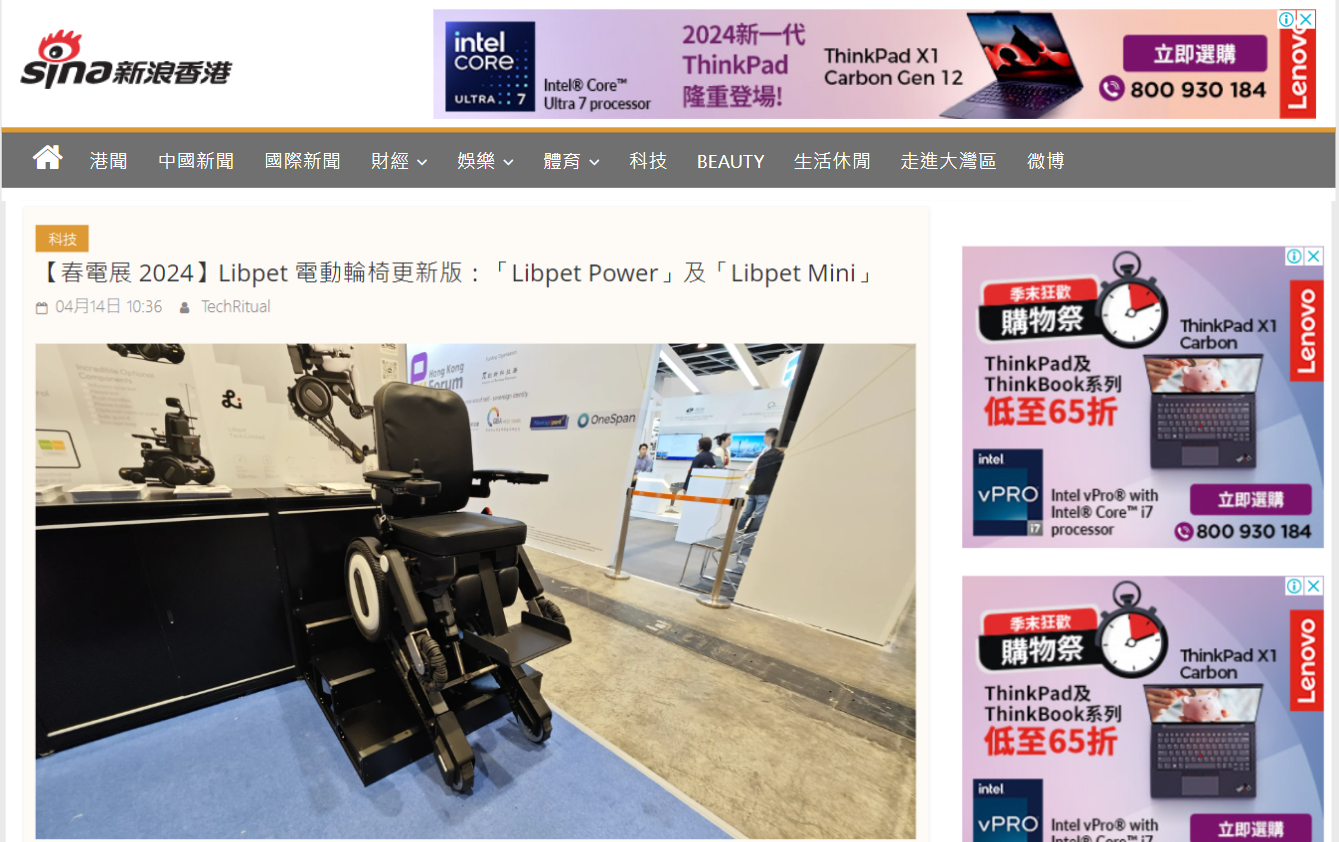 sina新浪香港
intel
CORE
ULTRA 7
Intel® Core™
Ultra 7 processor
2024新一代
ThinkPad
隆重登場!
ThinkPad X1
Carbon Gen 12
立即選購
800 930 184
Lenovo
港聞 中國新聞 國際新聞 財經 娛樂 體育 科技 BEAUTY 生活休閒 走進大灣區 微博
科技
【春電展 2024】Libpet 電動輪椅更新版：「Libpet Power」及「Libpet Mini」
04月14日 10:36 TechRitual
Incredible Optional
Components
Hong Kong
Forum
OneSpan
季末狂歡
購物祭
ThinkPad X1
Carbon
Lenovo
ThinkPad及
ThinkBook系列
低至65折
intel
vPRO
i7
Intel vPro® with
Intel® Core™ i7
processor
立即選購
800 930 184
季末狂歡
購物祭
ThinkPad X1
Carbon
Lenovo
ThinkPad及
ThinkBook系列
低至65折
intel
vPRO
Intel vPro® with
Intel® Core™ i7
立即選購